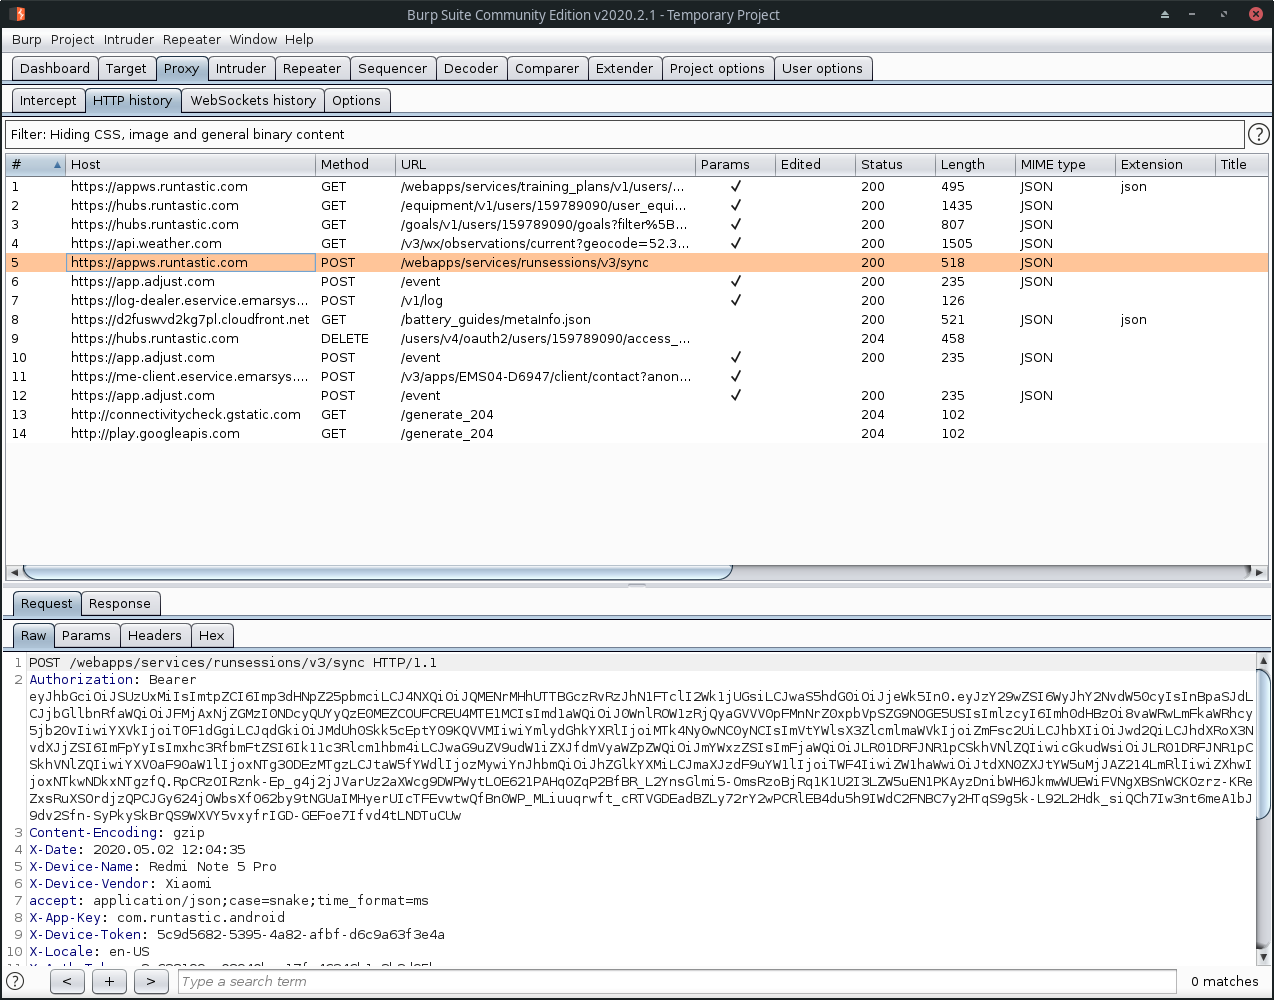 Burp Suite Community Edition v2020.2.1 - Temporary Project
Burp Project Intruder Repeater Window Help
Dashboard Target Proxy Intruder Repeater Sequencer Decoder Comparer Extender Project options User options
Intercept HTTP history WebSockets history Options
Filter: Hiding CSS, image and general binary content ?
# Host Method URL Params Edited Status Length MIME type Extension Title
1 https://appws.runtastic.com GET /webapps/services/training_plans/v1/users/... ✓ 200 495 JSON json
2 https://hubs.runtastic.com GET /equipment/v1/users/159789090/user_equi... ✓ 200 1435 JSON
3 https://hubs.runtastic.com GET /goals/v1/users/159789090/goals?filter%5B... ✓ 200 807 JSON
4 https://api.weather.com GET /v3/wx/observations/current?geocode=52.3... ✓ 200 1505 JSON
5 https://appws.runtastic.com POST /webapps/services/runsessions/v3/sync 200 518 JSON
6 https://app.adjust.com POST /event ✓ 200 235 JSON
7 https://log-dealer.eservice.emarsys... POST /v1/log ✓ 200 126
8 https://d2fuswvd2kg7pl.cloudfront.net GET /battery_guides/metaInfo.json 200 521 JSON json
9 https://hubs.runtastic.com DELETE /users/v4/oauth2/users/159789090/access_... 204 458
10 https://app.adjust.com POST /event ✓ 200 235 JSON
11 https://me-client.eservice.emarsys.... POST /v3/apps/EMS04-D6947/client/contact?anon... ✓
12 https://app.adjust.com POST /event ✓ 200 235 JSON
13 http://connectivitycheck.gstatic.com GET /generate_204 204 102
14 http://play.googleapis.com GET /generate_204 204 102
Request Response
Raw Params Headers Hex
1 POST /webapps/services/runsessions/v3/sync HTTP/1.1
2 Authorization: Bearer
3 Content-Encoding: gzip
4 X-Date: 2020.05.02 12:04:35
5 X-Device-Name: Redmi Note 5 Pro
6 X-Device-Vendor: Xiaomi
7 accept: application/json;case=snake;time_format=ms
8 X-App-Key: com.runtastic.android
9 X-Device-Token: 5c9d5682-5395-4a82-afbf-d6c9a63f3e4a
10 X-Locale: en-US
? < + > Type a search term 0 matches